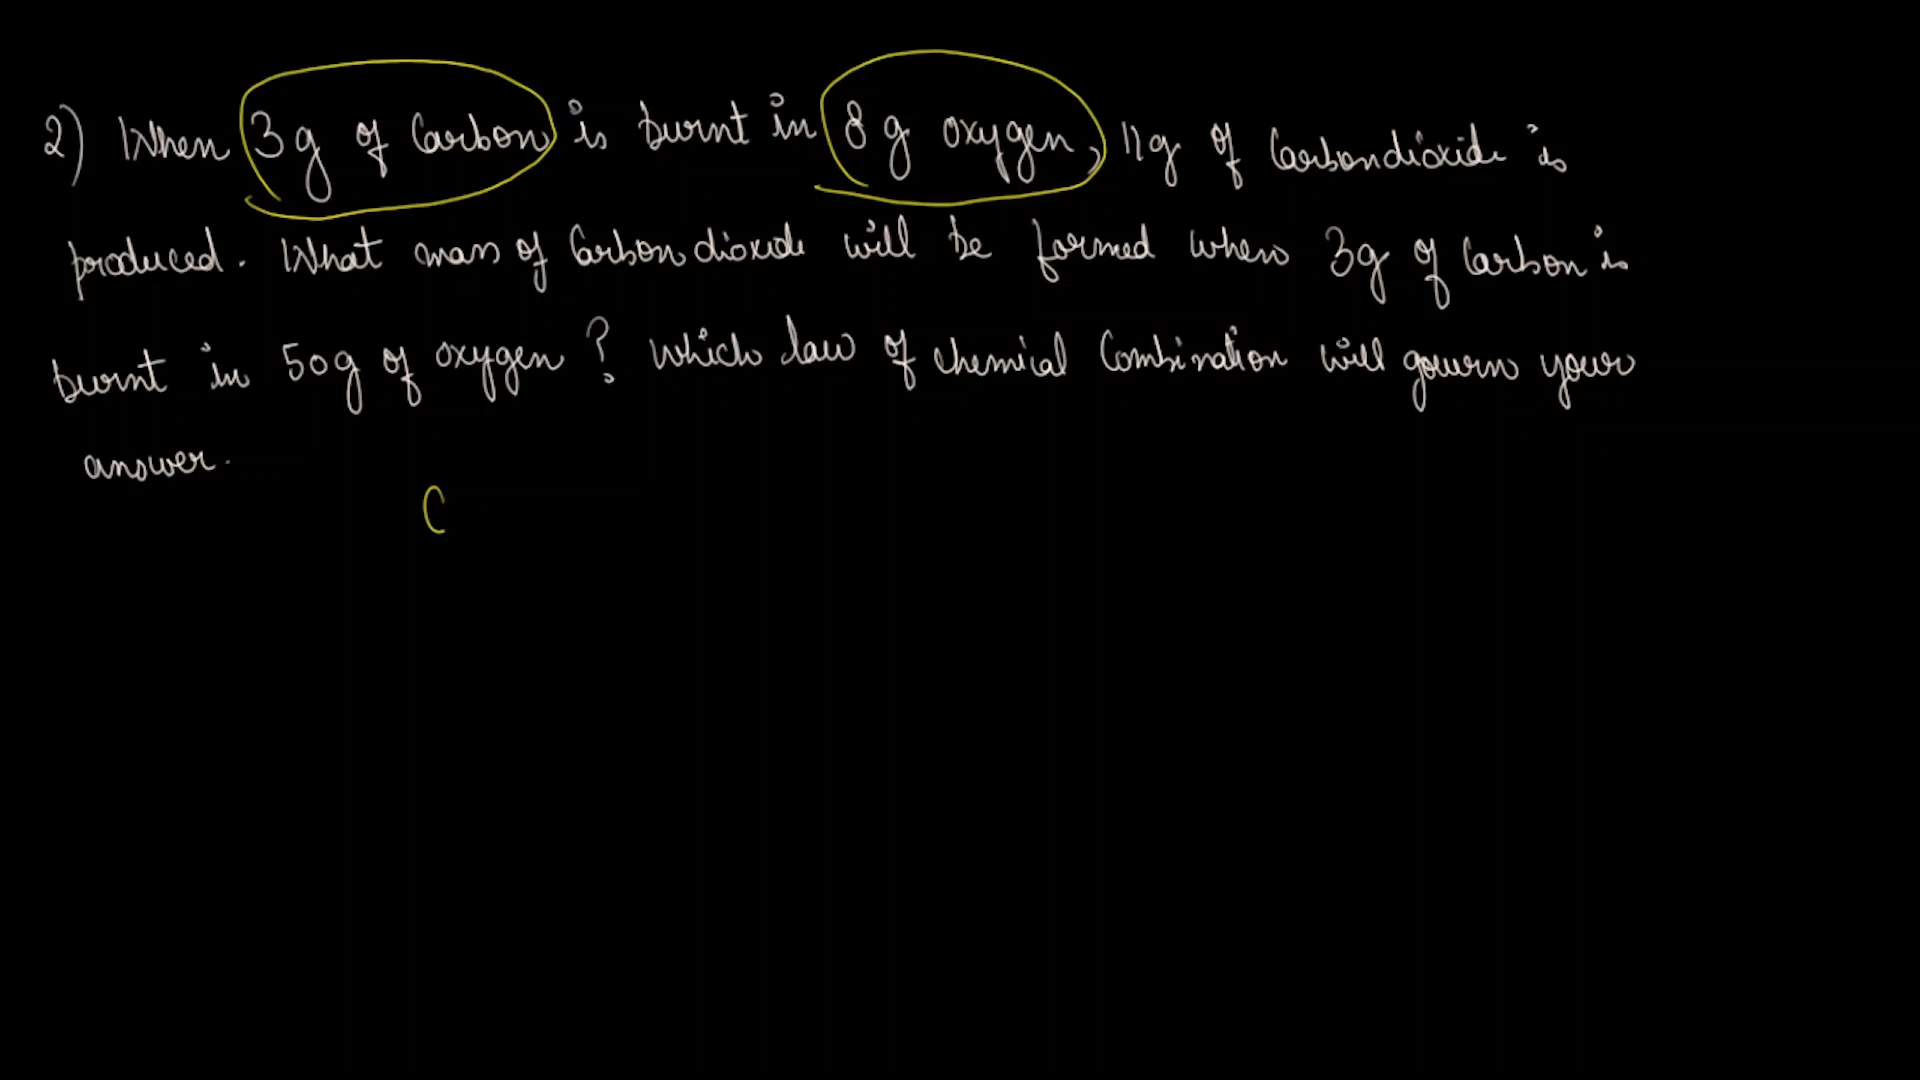 2) When 3g of Carbon is burnt in 8g oxygen, 11g of Carbondioxide is
produced. What mass of Carbon dioxide will be formed when 3g of Carbon is
burnt in 50g of oxygen? Which law of chemical Combination will govern your
answer.
C